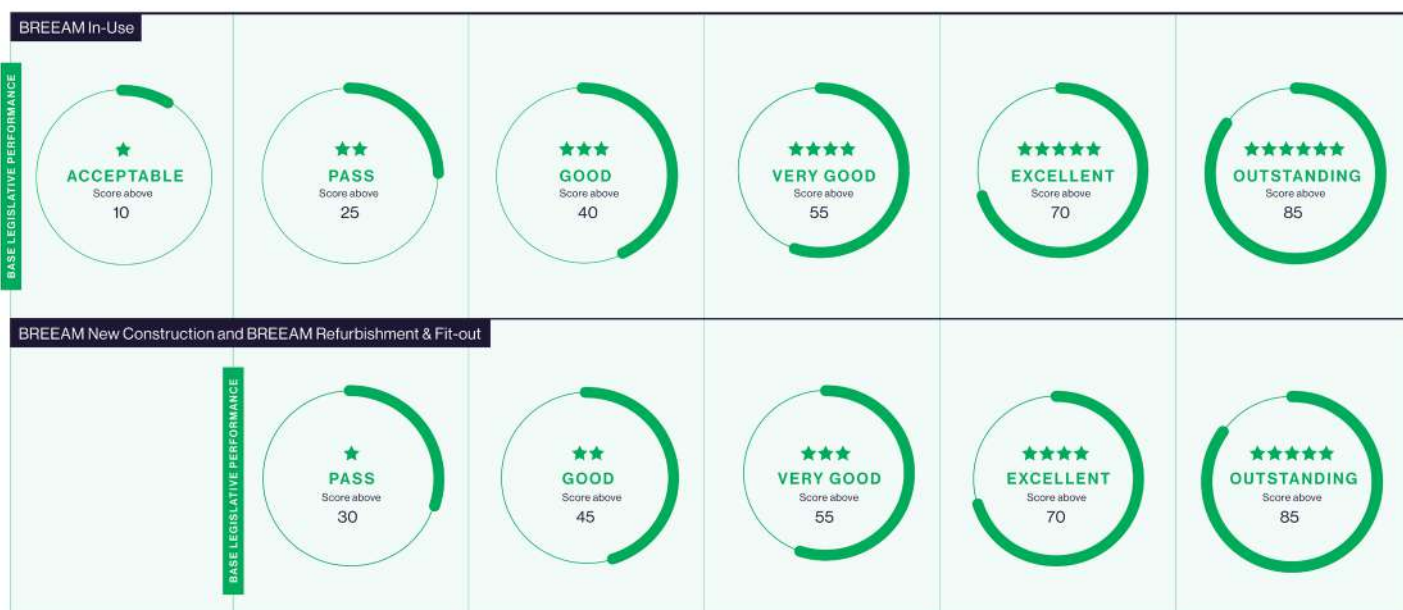 BREEAM In-Use
BASE LEGISLATIVE PERFORMANCE
ACCEPTABLE
Score above
10
PASS
Score above
25
GOOD
Score above
40
VERY GOOD
Score above
55
EXCELLENT
Score above
70
OUTSTANDING
Score above
85
BREEAM New Construction and BREEAM Refurbishment & Fit-out
BASE LEGISLATIVE PERFORMANCE
PASS
Score above
30
GOOD
Score above
45
VERY GOOD
Score above
55
EXCELLENT
Score above
70
OUTSTANDING
Score above
85